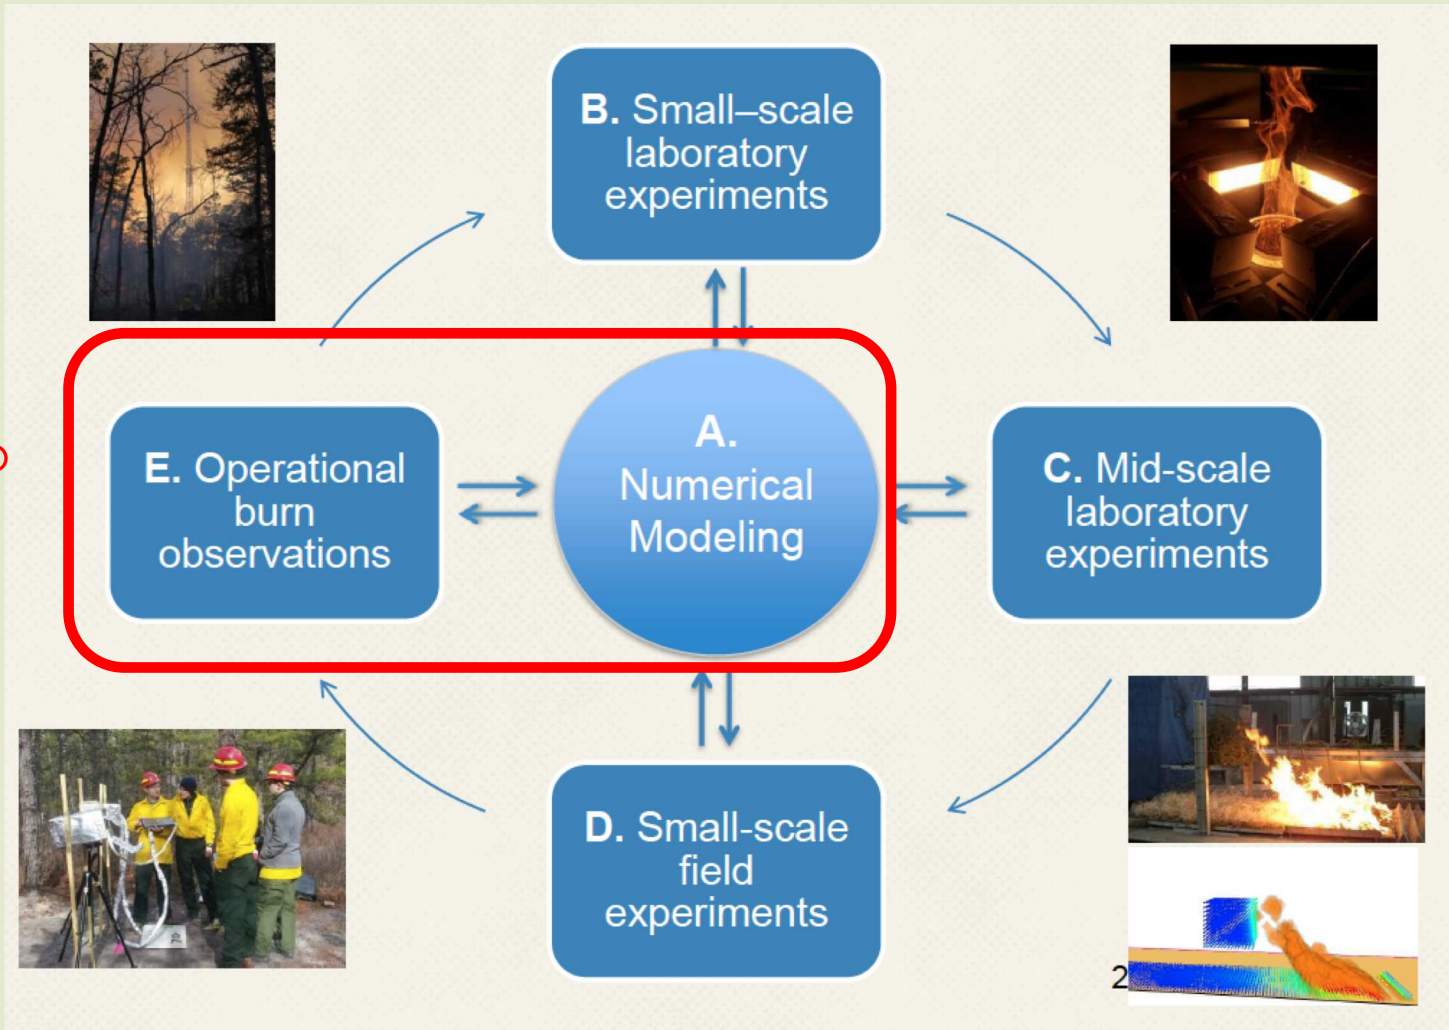 B. Small–scale
laboratory
experiments
E. Operational
burn
observations
A.
Numerical
Modeling
C. Mid-scale
laboratory
experiments
D. Small-scale
field
experiments
2